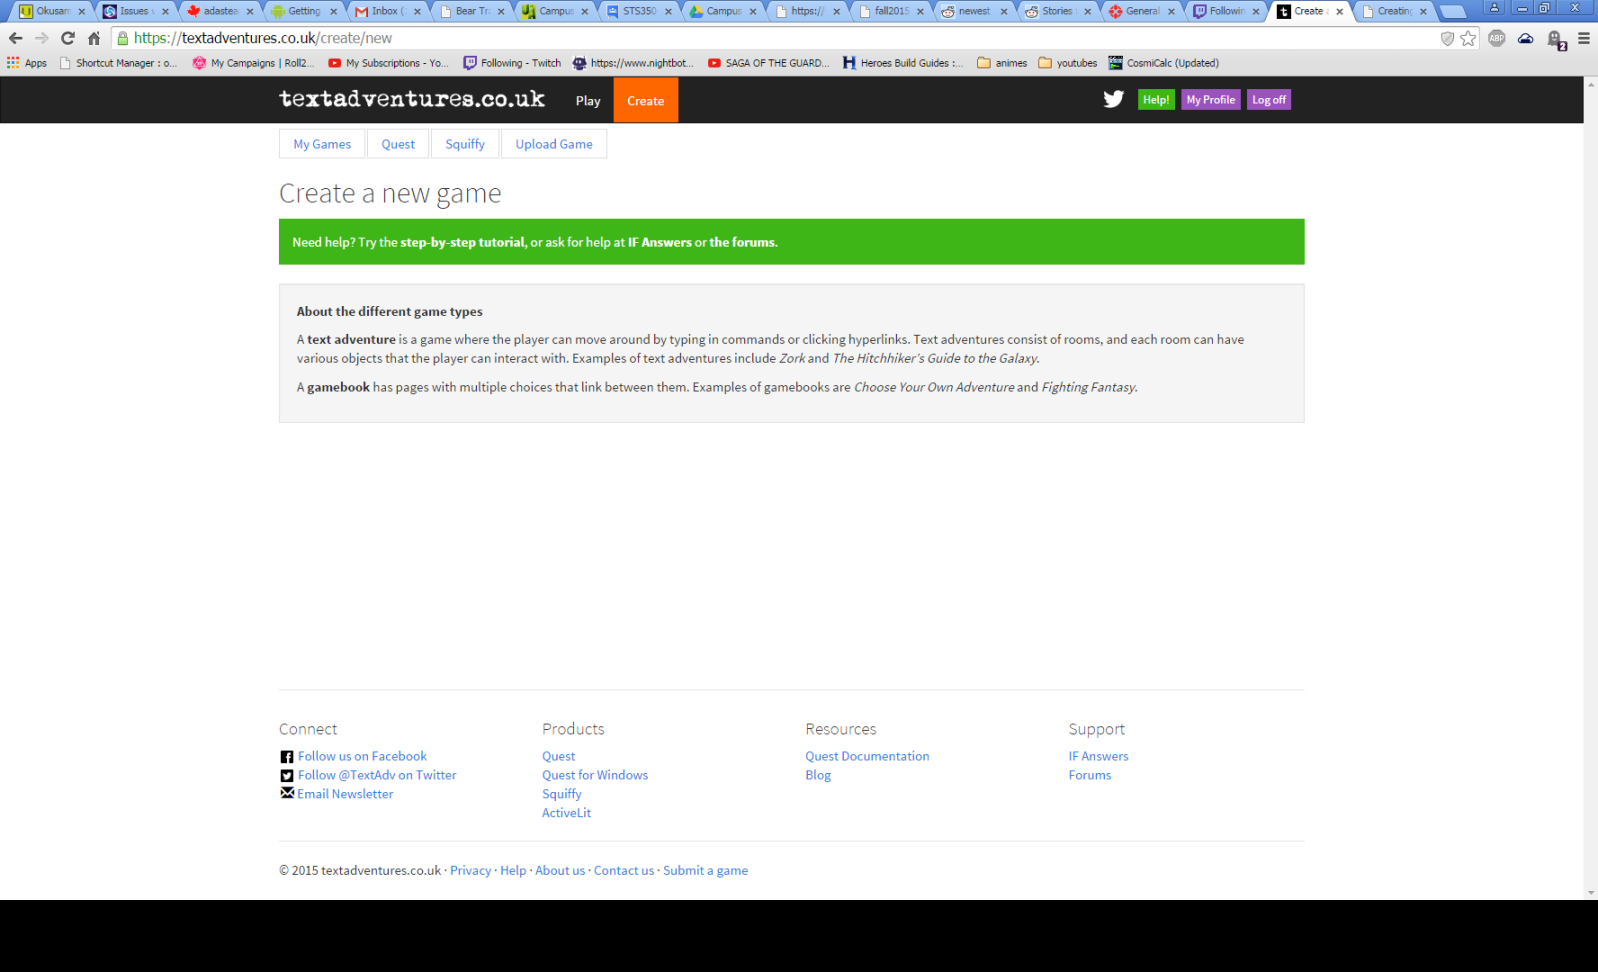 Okusam
Issues
adastea
Getting
Inbox (
Bear Tr
Campus
STS350
Campus
https://
fall2015
newest
Stories
General
Followin
Create
Creating
https://textadventures.co.uk/create/new
ABP
2
Apps
Shortcut Manager : o...
My Campaigns | Roll2...
My Subscriptions - Yo...
Following - Twitch
https://www.nightbot...
SAGA OF THE GUARD...
Heroes Build Guides :...
animes
youtubes
CosmiCalc (Updated)
textadventures.co.uk
Play
Create
Help!
My Profile
Log off
My Games
Quest
Squiffy
Upload Game
Create a new game
Need help? Try the step-by-step tutorial, or ask for help at IF Answers or the forums.
About the different game types
A text adventure is a game where the player can move around by typing in commands or clicking hyperlinks. Text adventures consist of rooms, and each room can have
various objects that the player can interact with. Examples of text adventures include Zork and The Hitchhiker's Guide to the Galaxy.
A gamebook has pages with multiple choices that link between them. Examples of gamebooks are Choose Your Own Adventure and Fighting Fantasy.
Connect
Follow us on Facebook
Follow @TextAdv on Twitter
Email Newsletter
Products
Quest
Quest for Windows
Squiffy
ActiveLit
Resources
Quest Documentation
Blog
Support
IF Answers
Forums
© 2015 textadventures.co.uk · Privacy · Help · About us · Contact us · Submit a game